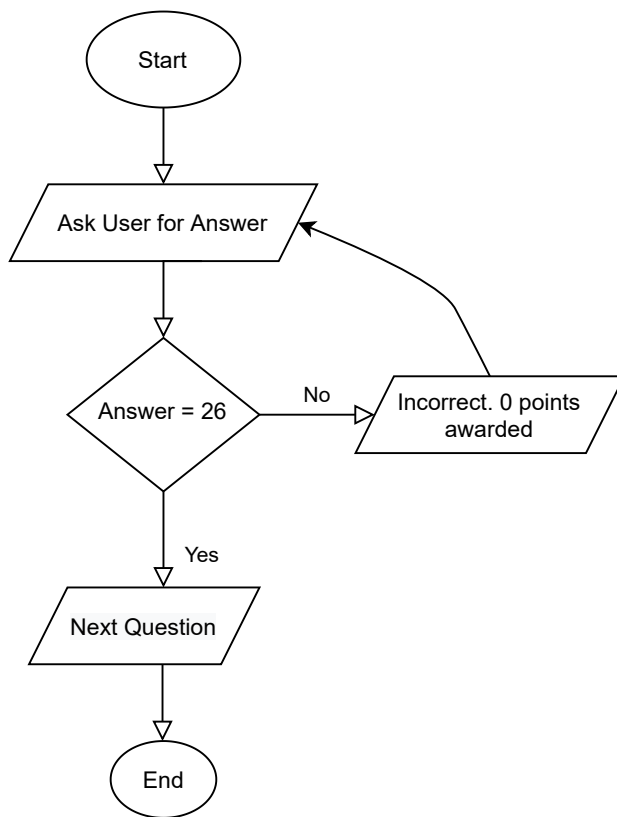 Start
Ask User for Answer
Answer = 26
No
Incorrect. 0 points
awarded
Yes
Next Question
End